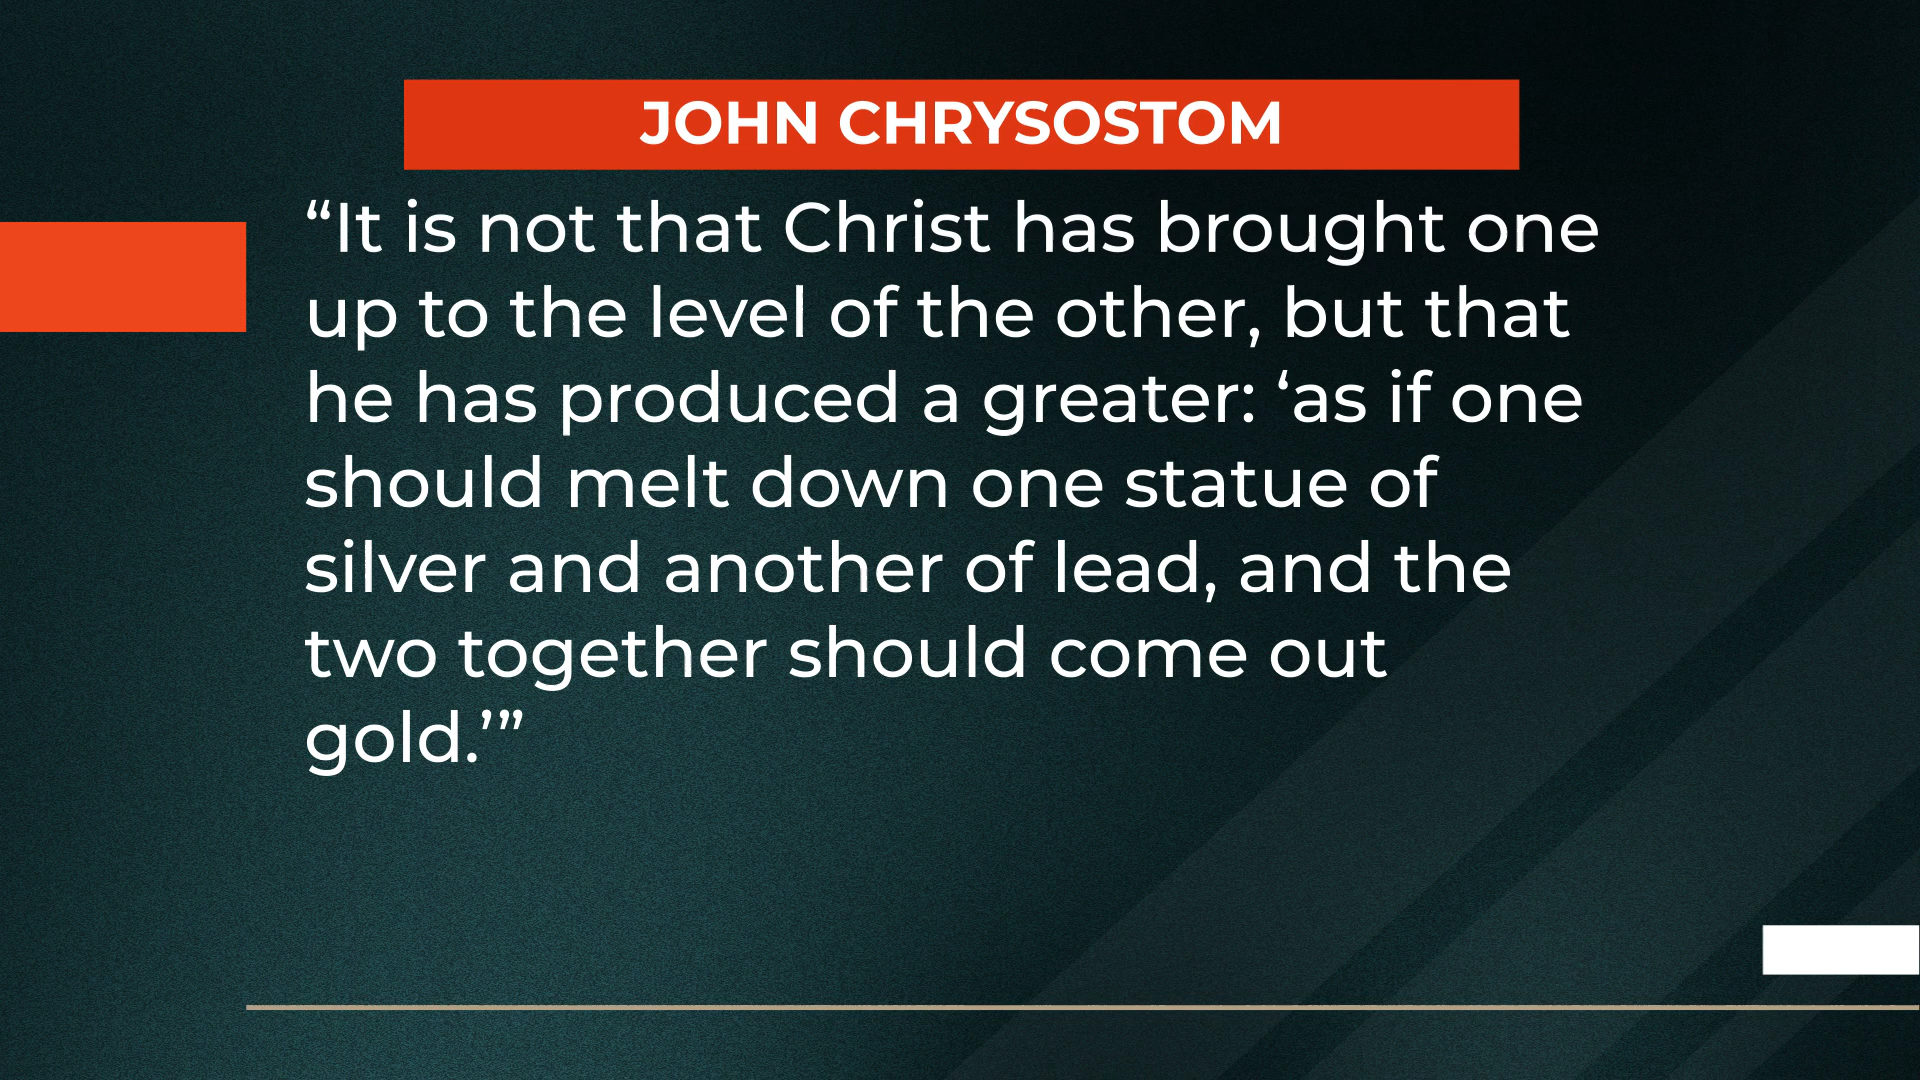 JOHN CHRYSOSTOM
“It is not that Christ has brought one
up to the level of the other, but that
he has produced a greater: ‘as if one
should melt down one statue of
silver and another of lead, and the
two together should come out
gold.’”